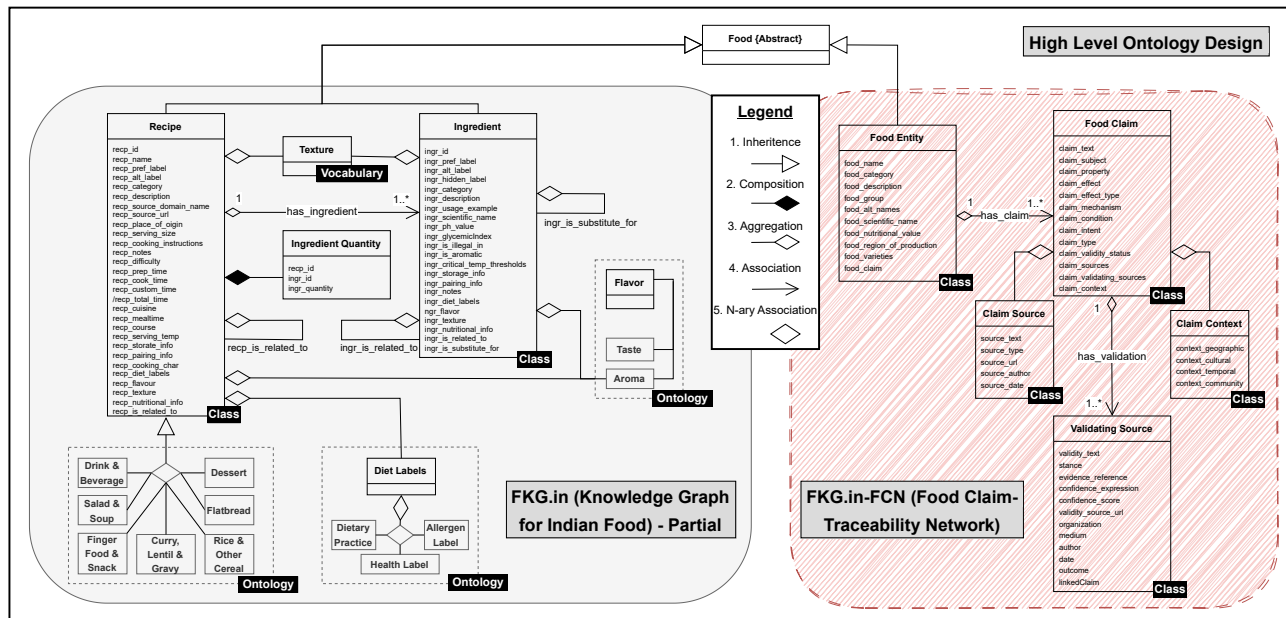 Food {Abstract}
High Level Ontology Design
Recipe
recp_id
recp_name
recp_pref_label
recp_alt_label
recp_category
recp_description
recp_source_domain_name
recp_source_url
recp_place_of_oigin
recp_serving_size
recp_cooking_instructions
recp_notes
recp_difficulty
recp_prep_time
recp_cook_time
recp_custom_time
/recp_total_time
recp_cuisine
recp_mealtime
recp_course
recp_serving_temp
recp_storate_info
recp_pairing_info
recp_cooking_char
recp_diet_labels
recp_flavour
recp_texture
recp_nutritional_info
recp_is_related_to
Class
Texture
Vocabulary
1
has_ingredient
1..*
Ingredient Quantity
recp_id
ingr_id
ingr_quantity
recp_is_related_to
ingr_is_related_to
Ingredient
ingr_id
ingr_pref_label
ingr_alt_label
ingr_hidden_label
ingr_category
ingr_description
ingr_usage_example
ingr_scientific_name
ingr_ph_value
ingr_glycemicIndex
ingr_is_illegal_in
ingr_is_aromatic
ingr_critical_temp_thresholds
ingr_storage_info
ingr_pairing_info
ingr_notes
ingr_diet_labels
ngr_flavor
ingr_texture
ingr_nutritional_info
ingr_is_related_to
ingr_is_substitute_for
Class
ingr_is_substitute_for
Flavor
Taste
Aroma
Ontology
Drink &
Beverage
Dessert
Salad &
Soup
Flatbread
Finger
Food &
Snack
Curry,
Lentil &
Gravy
Rice &
Other
Cereal
Ontology
Diet Labels
Dietary
Practice
Allergen
Label
Health Label
Ontology
FKG.in (Knowledge Graph
for Indian Food) - Partial
Legend
1. Inheritence
2. Composition
3. Aggregation
4. Association
5. N-ary Association
Food Entity
food_name
food_category
food_description
food_group
food_alt_names
food_scientific_name
food_nutritional_value
food_region_of_production
food_varieties
food_claim
Class
1
has_claim
1..*
Food Claim
claim_text
claim_subject
claim_property
claim_effect
claim_effect_type
claim_mechanism
claim_condition
claim_intent
claim_type
claim_validity_status
claim_sources
claim_validating_sources
claim_context
Class
Claim Source
source_text
source_type
source_url
source_author
source_date
Class
1
has_validation
1..*
Claim Context
context_geographic
context_cultural
context_temporal
context_community
Class
Validating Source
validity_text
stance
evidence_reference
confidence_expression
confidence_score
validity_source_url
organization
medium
author
date
outcome
linkedClaim
Class
FKG.in-FCN (Food Claim-
Traceability Network)